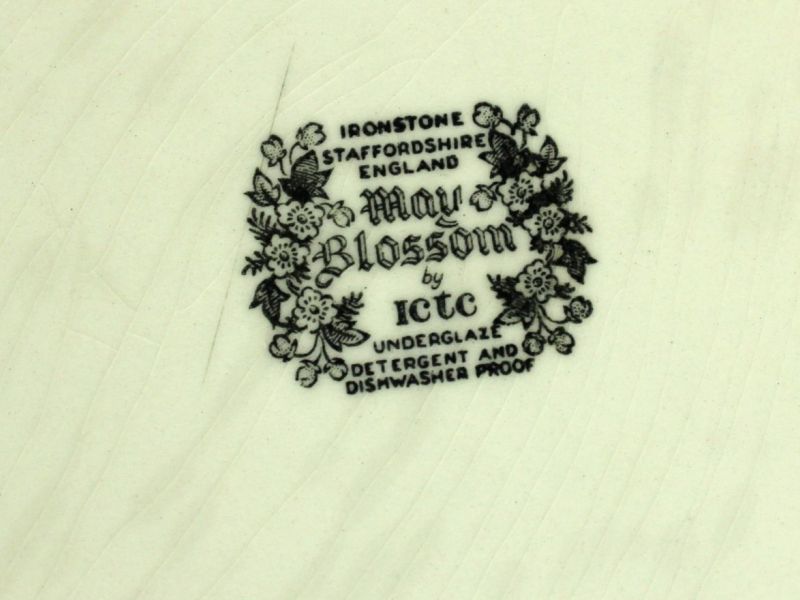 IRONSTONE
STAFFORDSHIRE
ENGLAND
May
Blossom
by
Ictc
UNDERGLAZE
DETERGENT AND
DISHWASHER PROOF